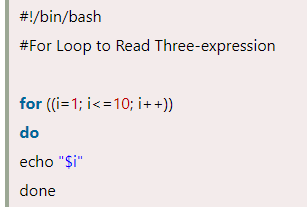 #!/bin/bash
#For Loop to Read Three-expression
for ((i=1; i<=10; i++))
do
echo "$i"
done